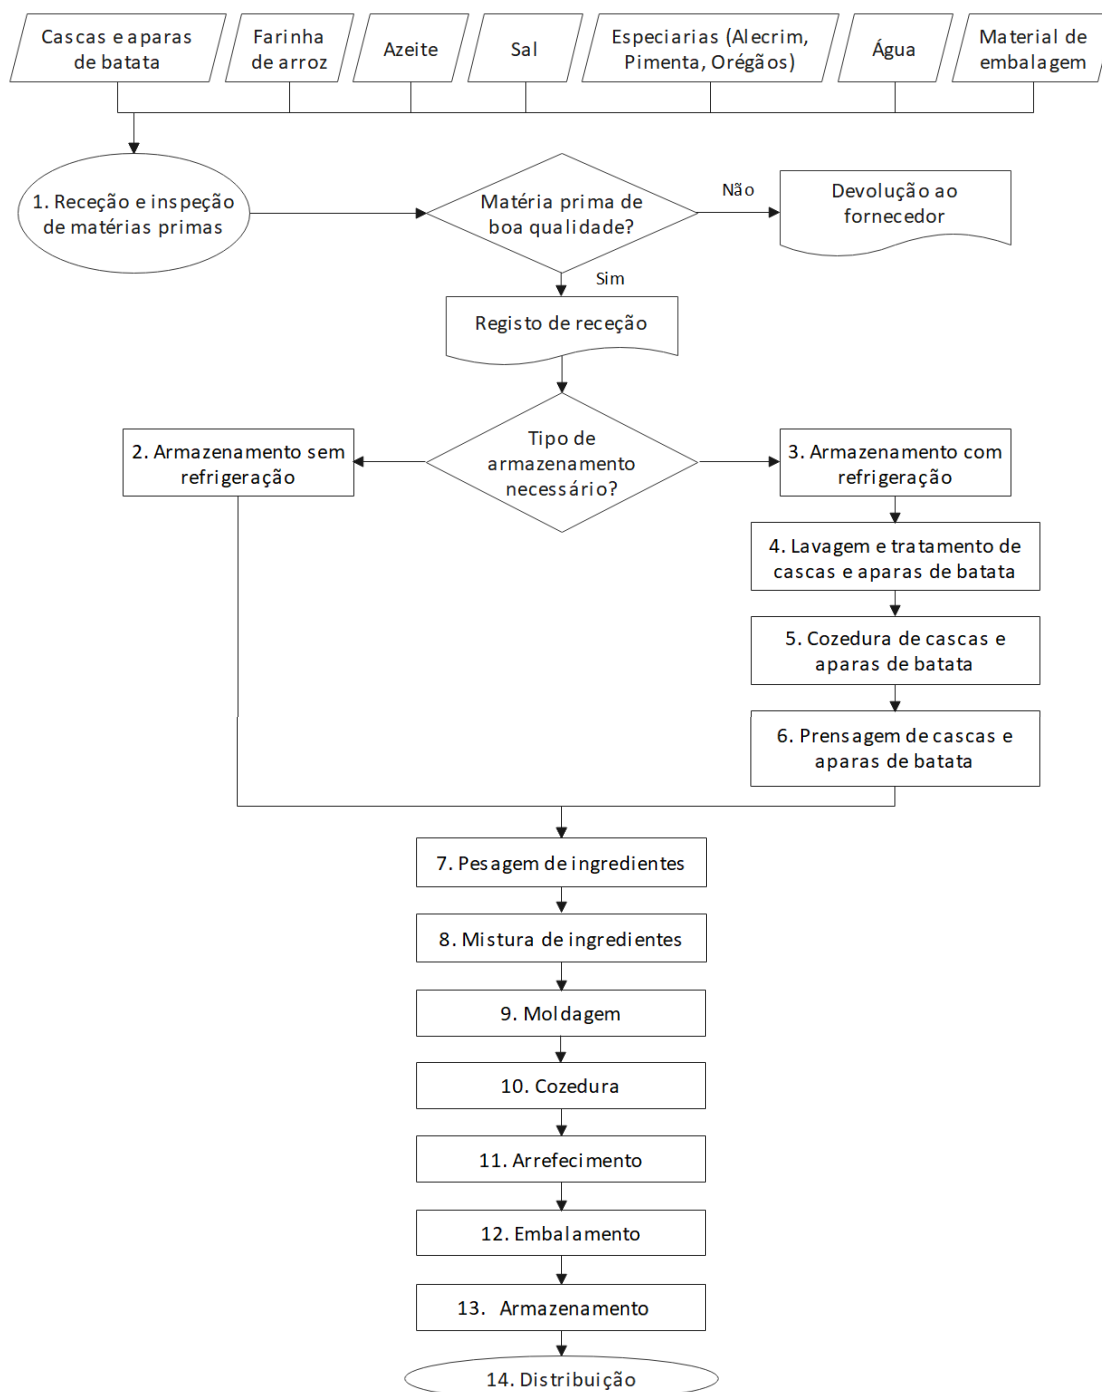 Cascas e aparas
de batata
Farinha
de arroz
Azeite
Sal
Especiarias (Alecrim,
Pimenta, Orégãos)
Água
Material de
embalagem
1. Receção e inspeção
de matérias primas
Matéria prima de
boa qualidade?
Não
Devolução ao
fornecedor
Sim
Registo de receção
Tipo de
armazenamento
necessário?
2. Armazenamento sem
refrigeração
3. Armazenamento com
refrigeração
4. Lavagem e tratamento de
cascas e aparas de batata
5. Cozedura de cascas e
aparas de batata
6. Prensagem de cascas e
aparas de batata
7. Pesagem de ingredientes
8. Mistura de ingredientes
9. Moldagem
10. Cozedura
11. Arrefecimento
12. Embalamento
13. Armazenamento
14. Distribuição